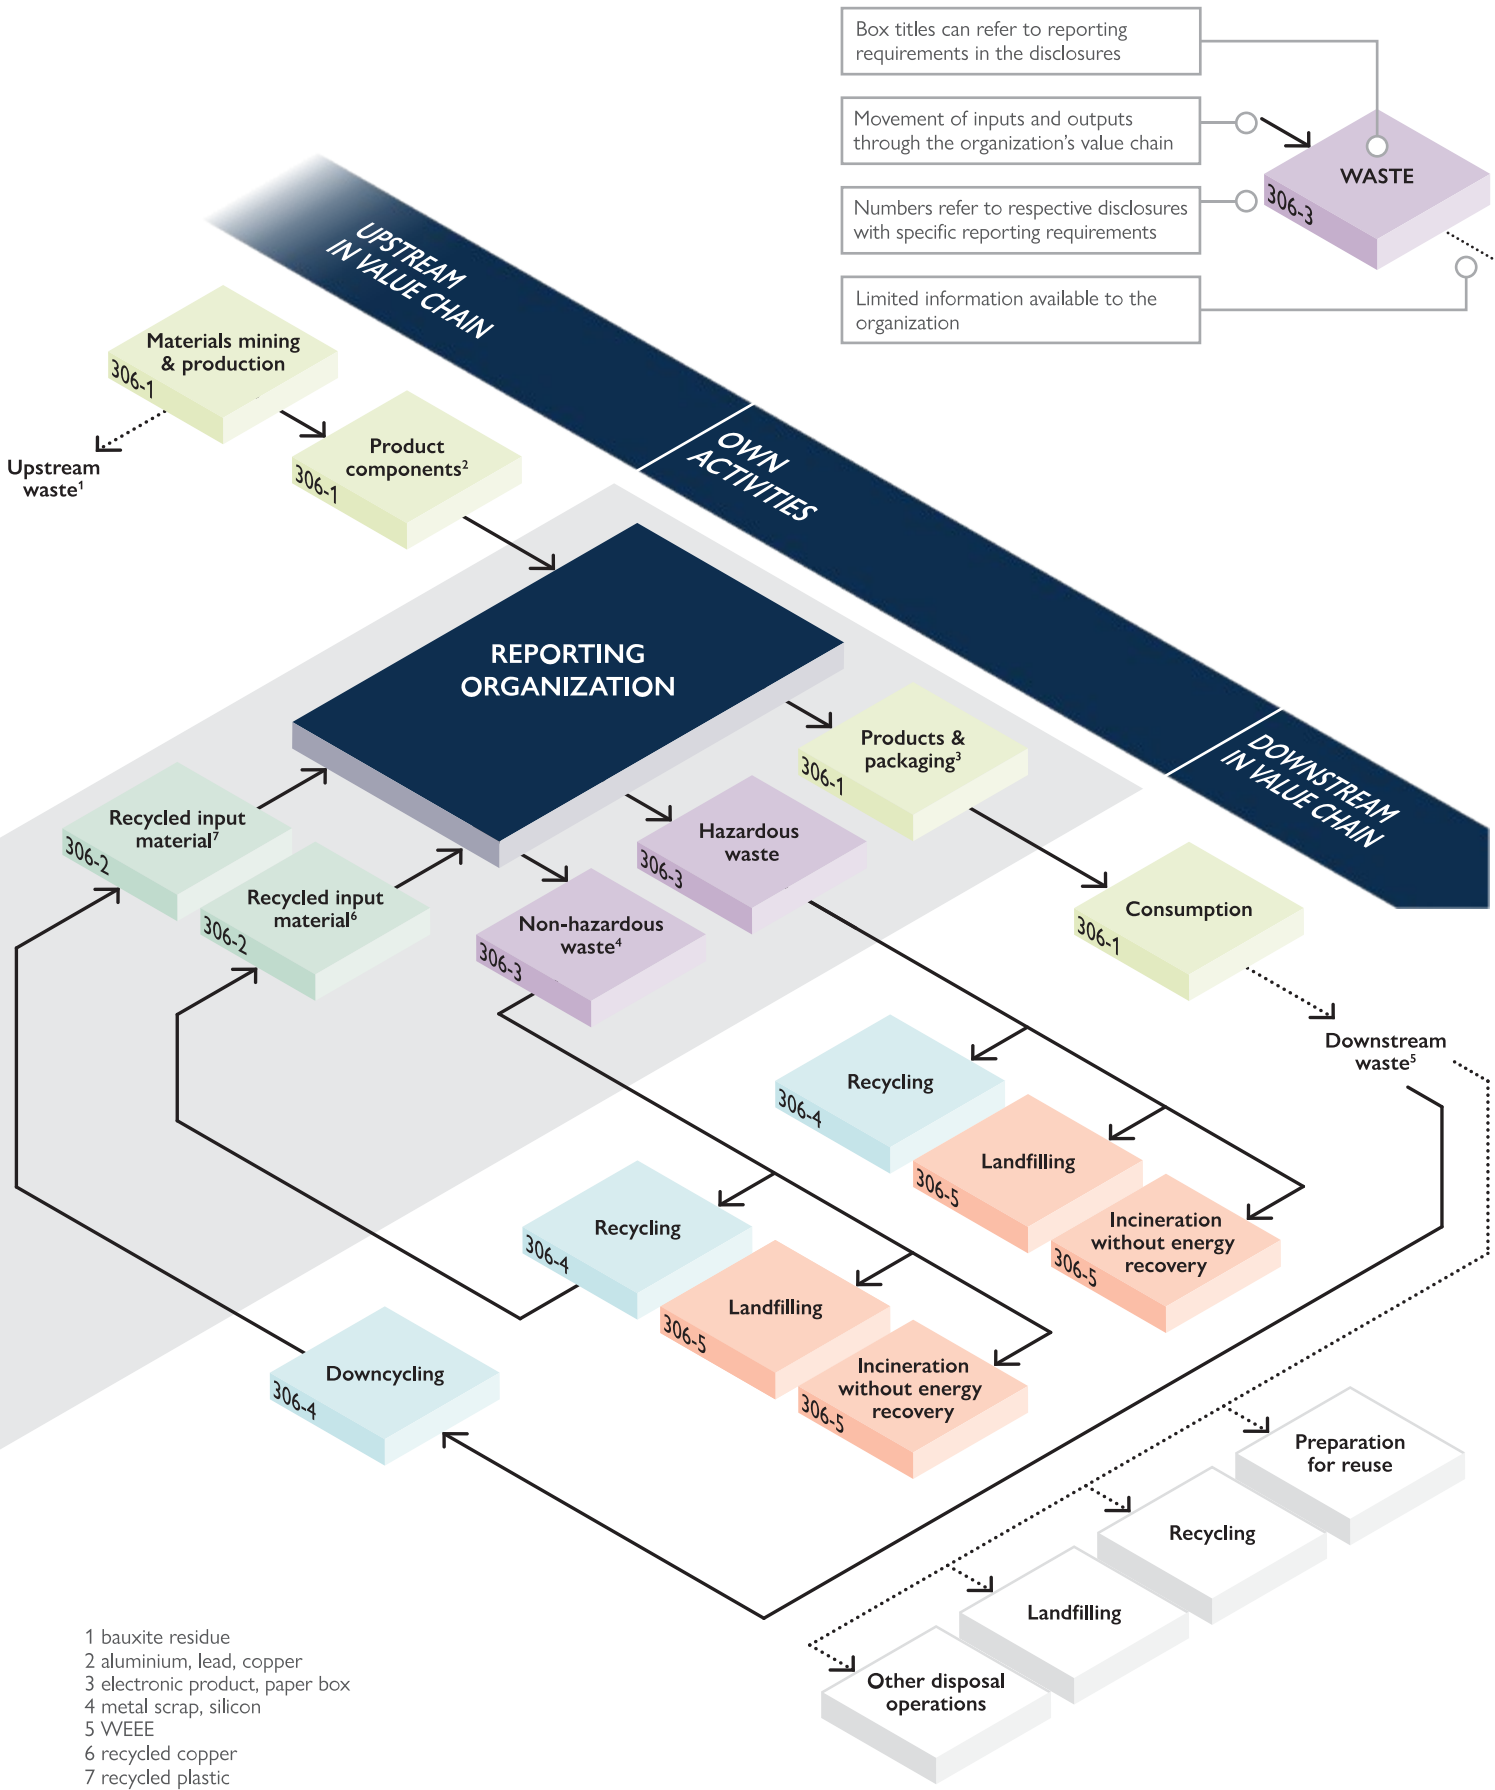 Box titles can refer to reporting
requirements in the disclosures
Movement of inputs and outputs
through the organization's value chain
Numbers refer to respective disclosures
with specific reporting requirements
Limited information available to the
organization
WASTE
306-3
UPSTREAM
IN VALUE CHAIN
OWN
ACTIVITIES
DOWNSTREAM
IN VALUE CHAIN
Materials mining
& production
306-1
Upstream
waste¹
Product
components²
306-1
REPORTING
ORGANIZATION
Products &
packaging³
306-1
Recycled input
material⁷
306-2
Recycled input
material⁶
306-2
Hazardous
waste
306-3
Non-hazardous
waste⁴
306-3
Consumption
306-1
Downstream
waste⁵
Recycling
306-4
Landfilling
306-5
Incineration
without energy
recovery
306-5
Recycling
306-4
Landfilling
306-5
Incineration
without energy
recovery
306-5
Downcycling
306-4
Preparation
for reuse
Recycling
Landfilling
Other disposal
operations
1 bauxite residue
2 aluminium, lead, copper
3 electronic product, paper box
4 metal scrap, silicon
5 WEEE
6 recycled copper
7 recycled plastic